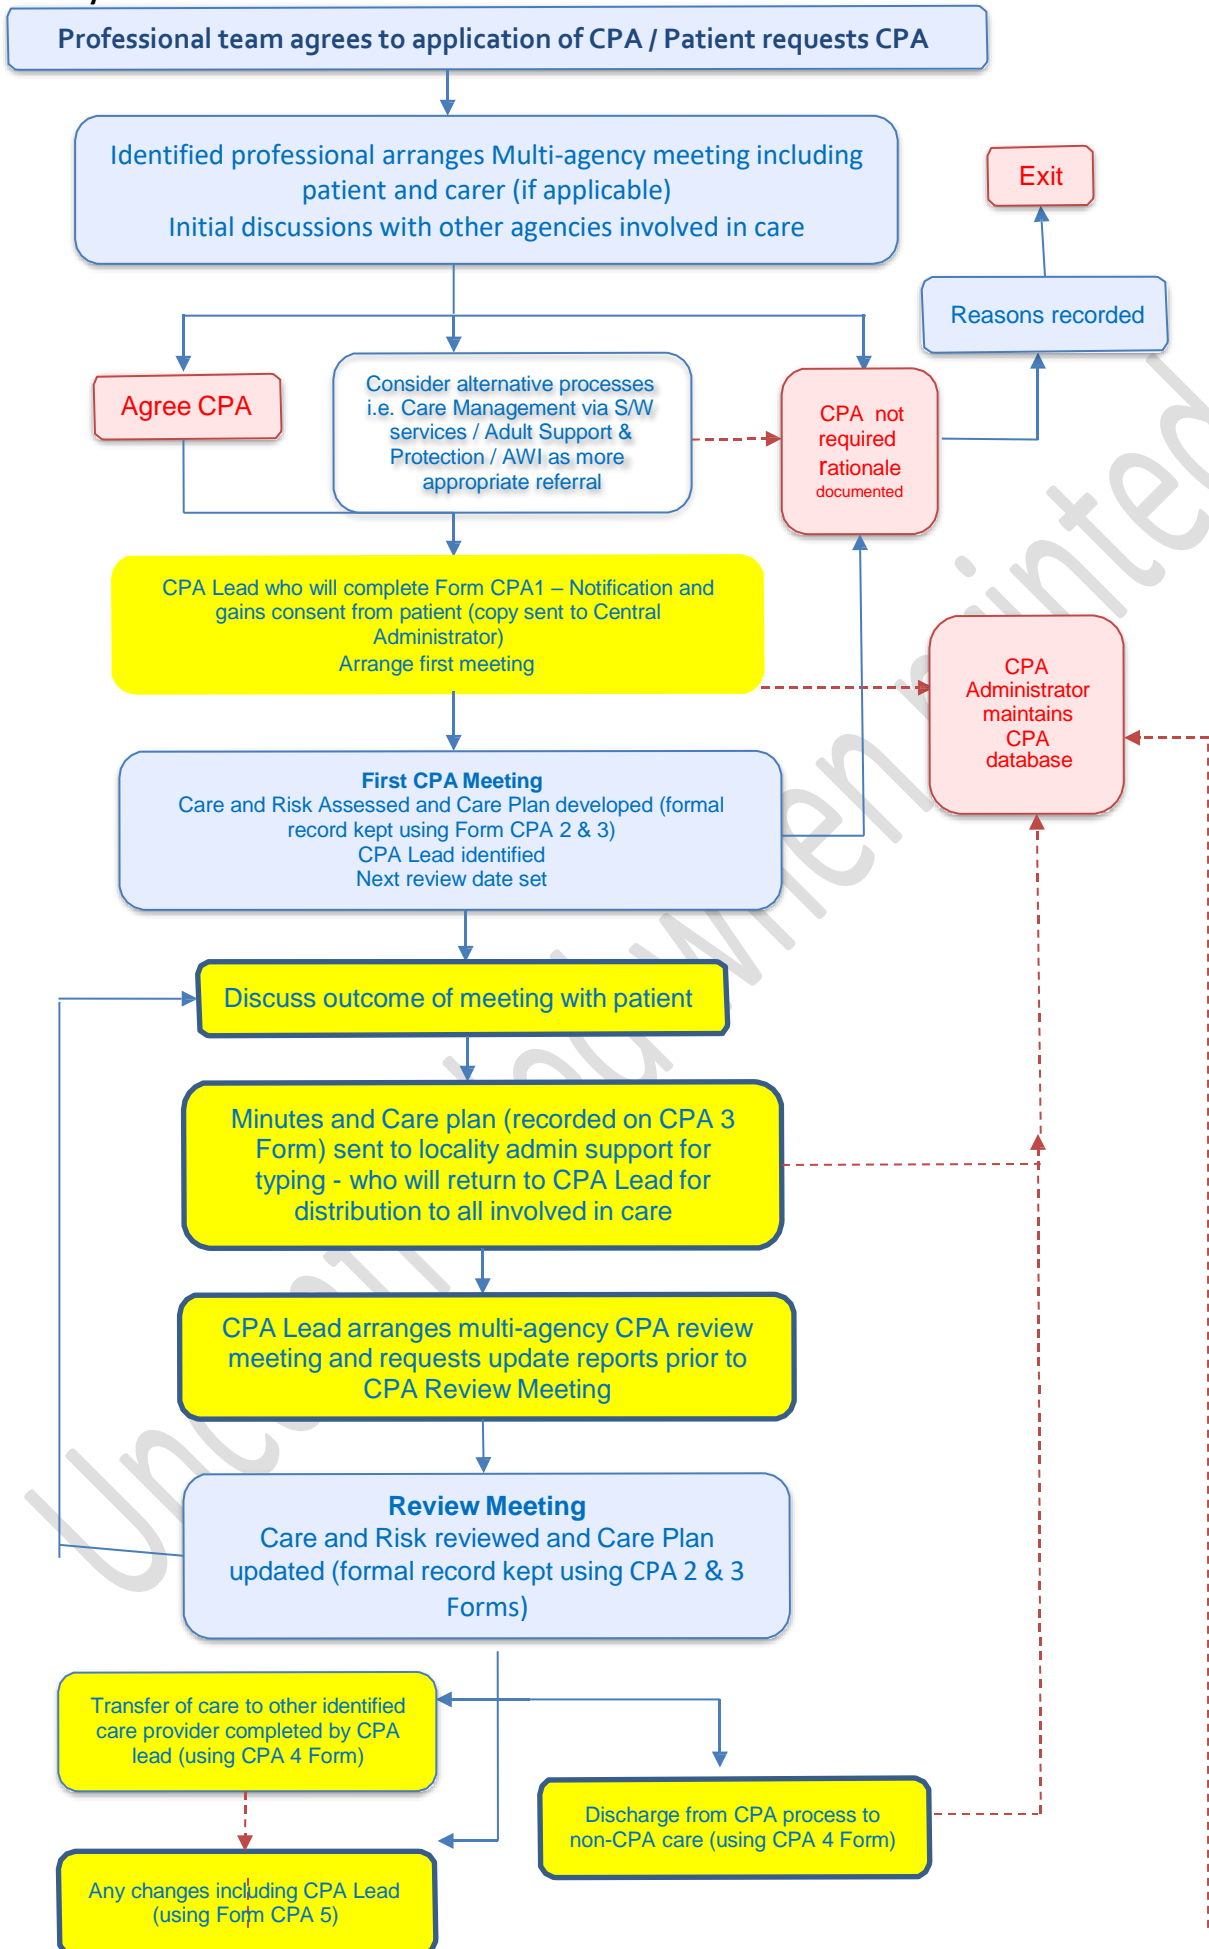 Professional team agrees to application of CPA / Patient requests CPA
Identified professional arranges Multi-agency meeting including
patient and carer (if applicable)
Initial discussions with other agencies involved in care
Exit
Reasons recorded
Agree CPA
Consider alternative processes
i.e. Care Management via S/W
services / Adult Support &
Protection / AWI as more
appropriate referral
CPA not
required
rationale
documented
CPA Lead who will complete Form CPA1 – Notification and
gains consent from patient (copy sent to Central
Administrator)
Arrange first meeting
CPA
Administrator
maintains
CPA
database
First CPA Meeting
Care and Risk Assessed and Care Plan developed (formal
record kept using Form CPA 2 & 3)
CPA Lead identified
Next review date set
Discuss outcome of meeting with patient
Minutes and Care plan (recorded on CPA 3
Form) sent to locality admin support for
typing - who will return to CPA Lead for
distribution to all involved in care
CPA Lead arranges multi-agency CPA review
meeting and requests update reports prior to
CPA Review Meeting
Review Meeting
Care and Risk reviewed and Care Plan
updated (formal record kept using CPA 2 & 3
Forms)
Transfer of care to other identified
care provider completed by CPA
lead (using CPA 4 Form)
Discharge from CPA process to
non-CPA care (using CPA 4 Form)
Any changes including CPA Lead
(using Form CPA 5)
when printed